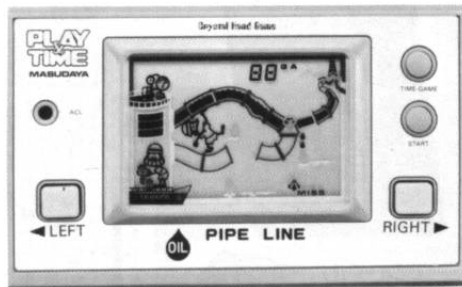 PLAY
TIME
MASUDAYA
ACL
88
MISS
TIME-GAME
START
◄LEFT
OIL
PIPE LINE
RIGHT►